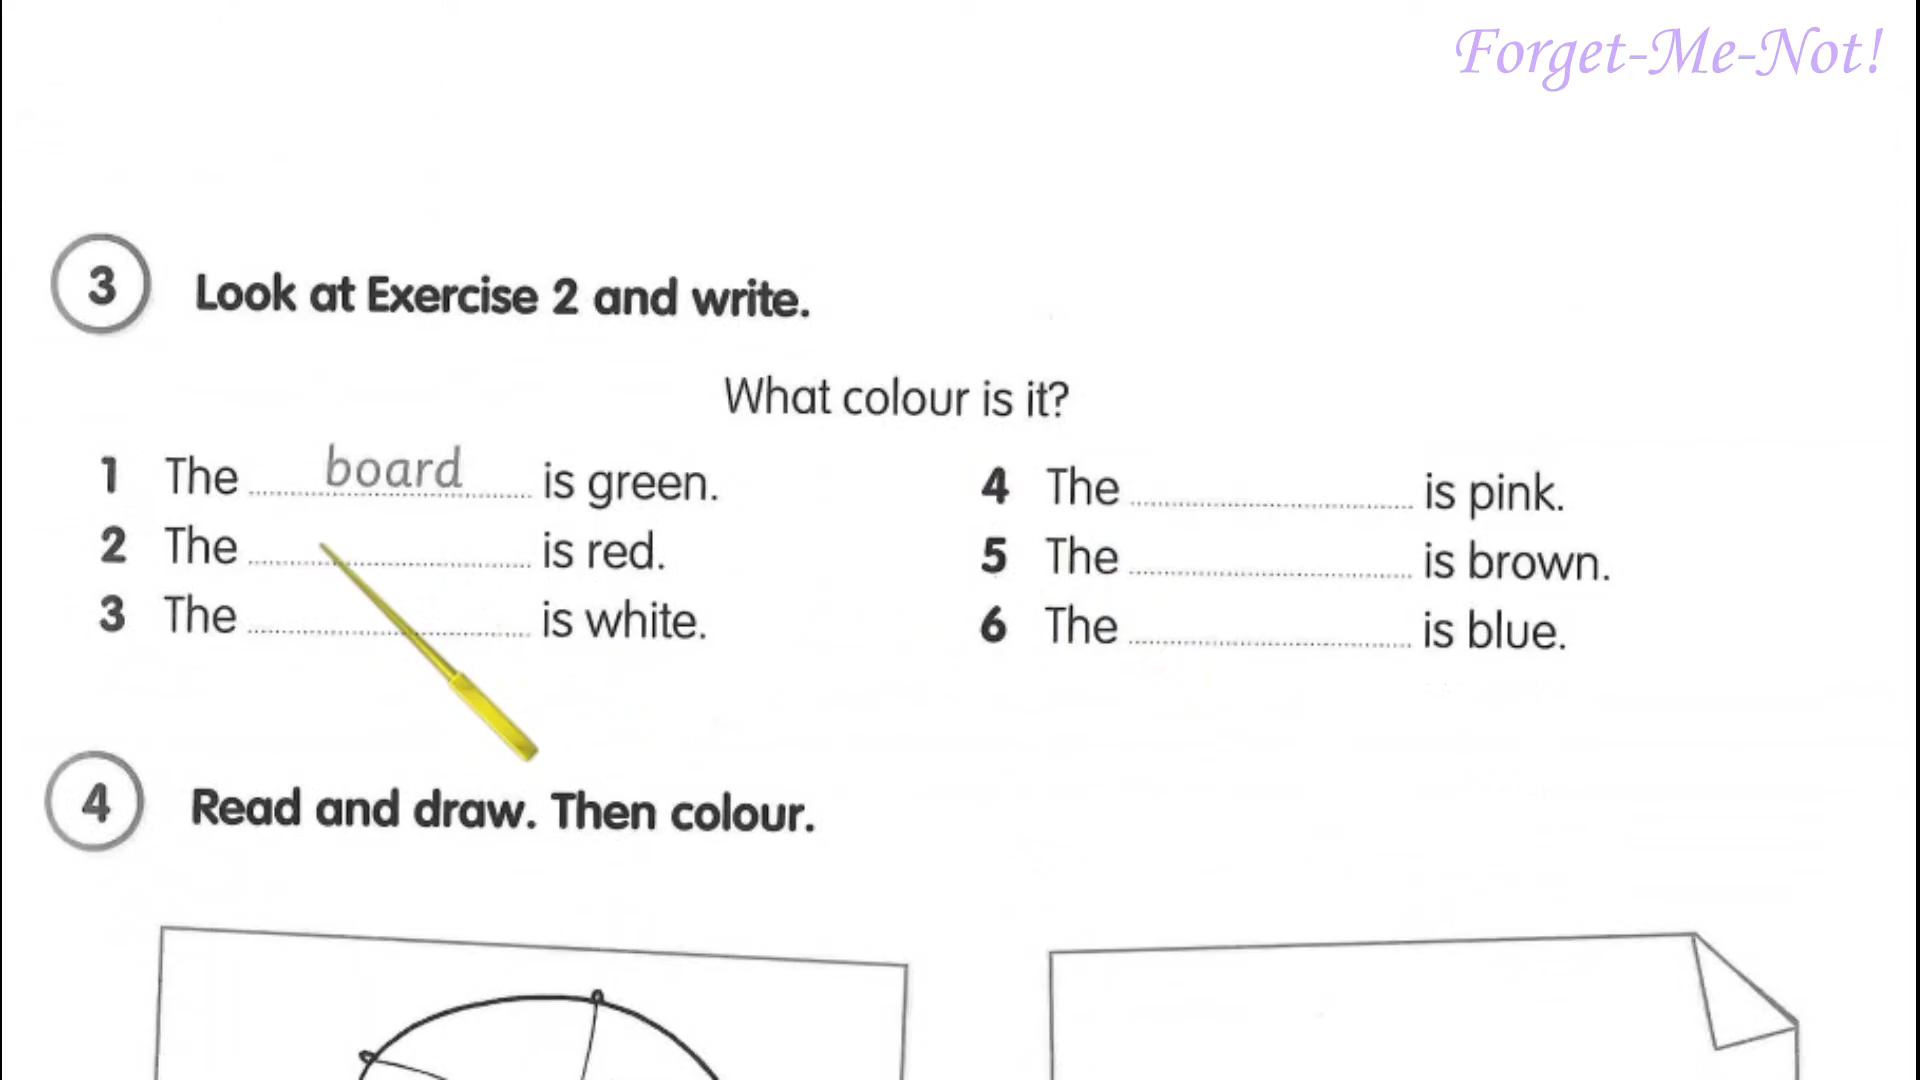 Forget-Me-Not!
3 Look at Exercise 2 and write.
What colour is it?
1 The board is green.
2 The is red.
3 The is white.
4 The is pink.
5 The is brown.
6 The is blue.
4 Read and draw. Then colour.